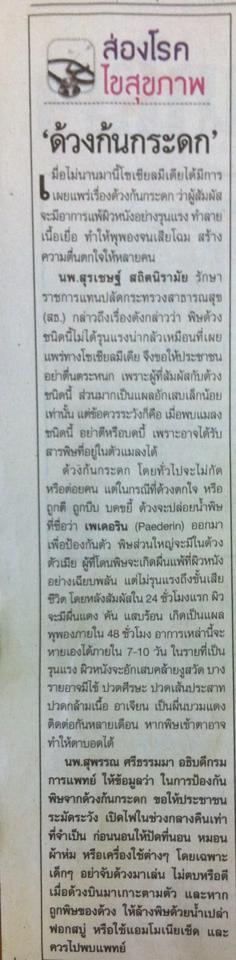 ส่องโรค
ไขสุขภาพ
‘ด้วงก้นกระดก’
เมื่อไม่นานมานี้โซเชียลมีเดียได้มีการ
เผยแพร่เรื่องด้วงก้นกระดก ว่าผู้สัมผัส
จะมีอาการแพ้ผิวหนังอย่างรุนแรง ทำลาย
เนื้อเยื่อ ทำให้พุพองจนเสียโฉม สร้าง
ความตื่นตกใจให้หลายคน
นพ.สุรเชษฐ์ สถิตนิรามัย รักษา
ราชการแทนปลัดกระทรวงสาธารณสุข
(สธ.) กล่าวถึงเรื่องดังกล่าวว่า พิษด้วง
ชนิดนี้ไม่ได้รุนแรงน่ากลัวเหมือนที่เผย
แพร่ทางโซเชียลมีเดีย จึงขอให้ประชาชน
อย่าตื่นตระหนก เพราะผู้ที่สัมผัสกับด้วง
ชนิดนี้ ส่วนมากเป็นแผลอักเสบเล็กน้อย
เท่านั้น แต่ข้อควรระวังก็คือ เมื่อพบแมลง
ชนิดนี้ อย่าตีหรือบดบี้ เพราะอาจได้รับ
สารพิษที่อยู่ในตัวแมลงได้
ด้วงก้นกระดก โดยทั่วไปจะไม่กัด
หรือต่อยคน แต่ในกรณีที่ด้วงตกใจ หรือ
ถูกตี ถูกบีบ บดขยี้ ด้วงจะปล่อยน้ำพิษ
ที่ชื่อว่า เพเดอริน (Paederin) ออกมา
เพื่อป้องกันตัว พิษส่วนใหญ่จะมีในด้วง
ตัวเมีย ผู้ที่โดนพิษจะเกิดผื่นแพ้ที่ผิวหนัง
อย่างเฉียบพลัน แต่ไม่รุนแรงถึงขั้นเสีย
ชีวิต โดยหลังสัมผัสใน 24 ชั่วโมงแรก ผิว
จะมีผื่นแดง คัน แสบร้อน เกิดเป็นแผล
พุพองภายใน 48 ชั่วโมง อาการเหล่านี้จะ
หายเองได้ภายใน 7-10 วัน ในรายที่เป็น
รุนแรง ผิวหนังจะอักเสบคล้ายงูสวัด บาง
รายอาจมีไข้ ปวดศีรษะ ปวดเส้นประสาท
ปวดกล้ามเนื้อ อาเจียน เป็นผื่นบวมแดง
ติดต่อกันหลายเดือน หากพิษเข้าตาอาจ
ทำให้ตาบอดได้
นพ.สุพรรณ ศรีธรรมมา อธิบดีกรม
การแพทย์ ให้ข้อมูลว่า ในการป้องกัน
พิษจากด้วงก้นกระดก ขอให้ประชาชน
ระมัดระวัง เปิดไฟในช่วงกลางคืนเท่า
ที่จำเป็น ก่อนนอนให้ปัดที่นอน หมอน
ผ้าห่ม หรือเครื่องใช้ต่างๆ โดยเฉพาะ
เด็กๆ อย่าจับด้วงมาเล่น ไม่ตบหรือตี
เมื่อด้วงบินมาเกาะตามตัว และหาก
ถูกพิษของด้วง ให้ล้างพิษด้วยน้ำเปล่า
ฟอกสบู่ หรือใช้แอมโมเนียเช็ด และ
ควรไปพบแพทย์